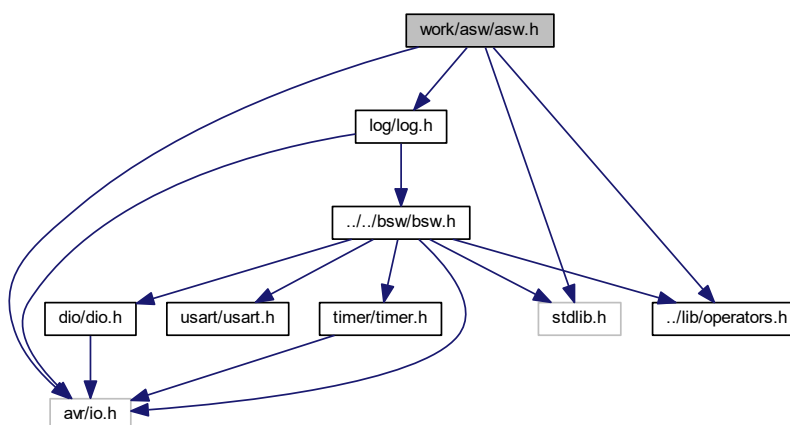 work/asw/asw.h
log/log.h
../../bsw/bsw.h
dio/dio.h
usart/usart.h
timer/timer.h
stdlib.h
../lib/operators.h
avr/io.h